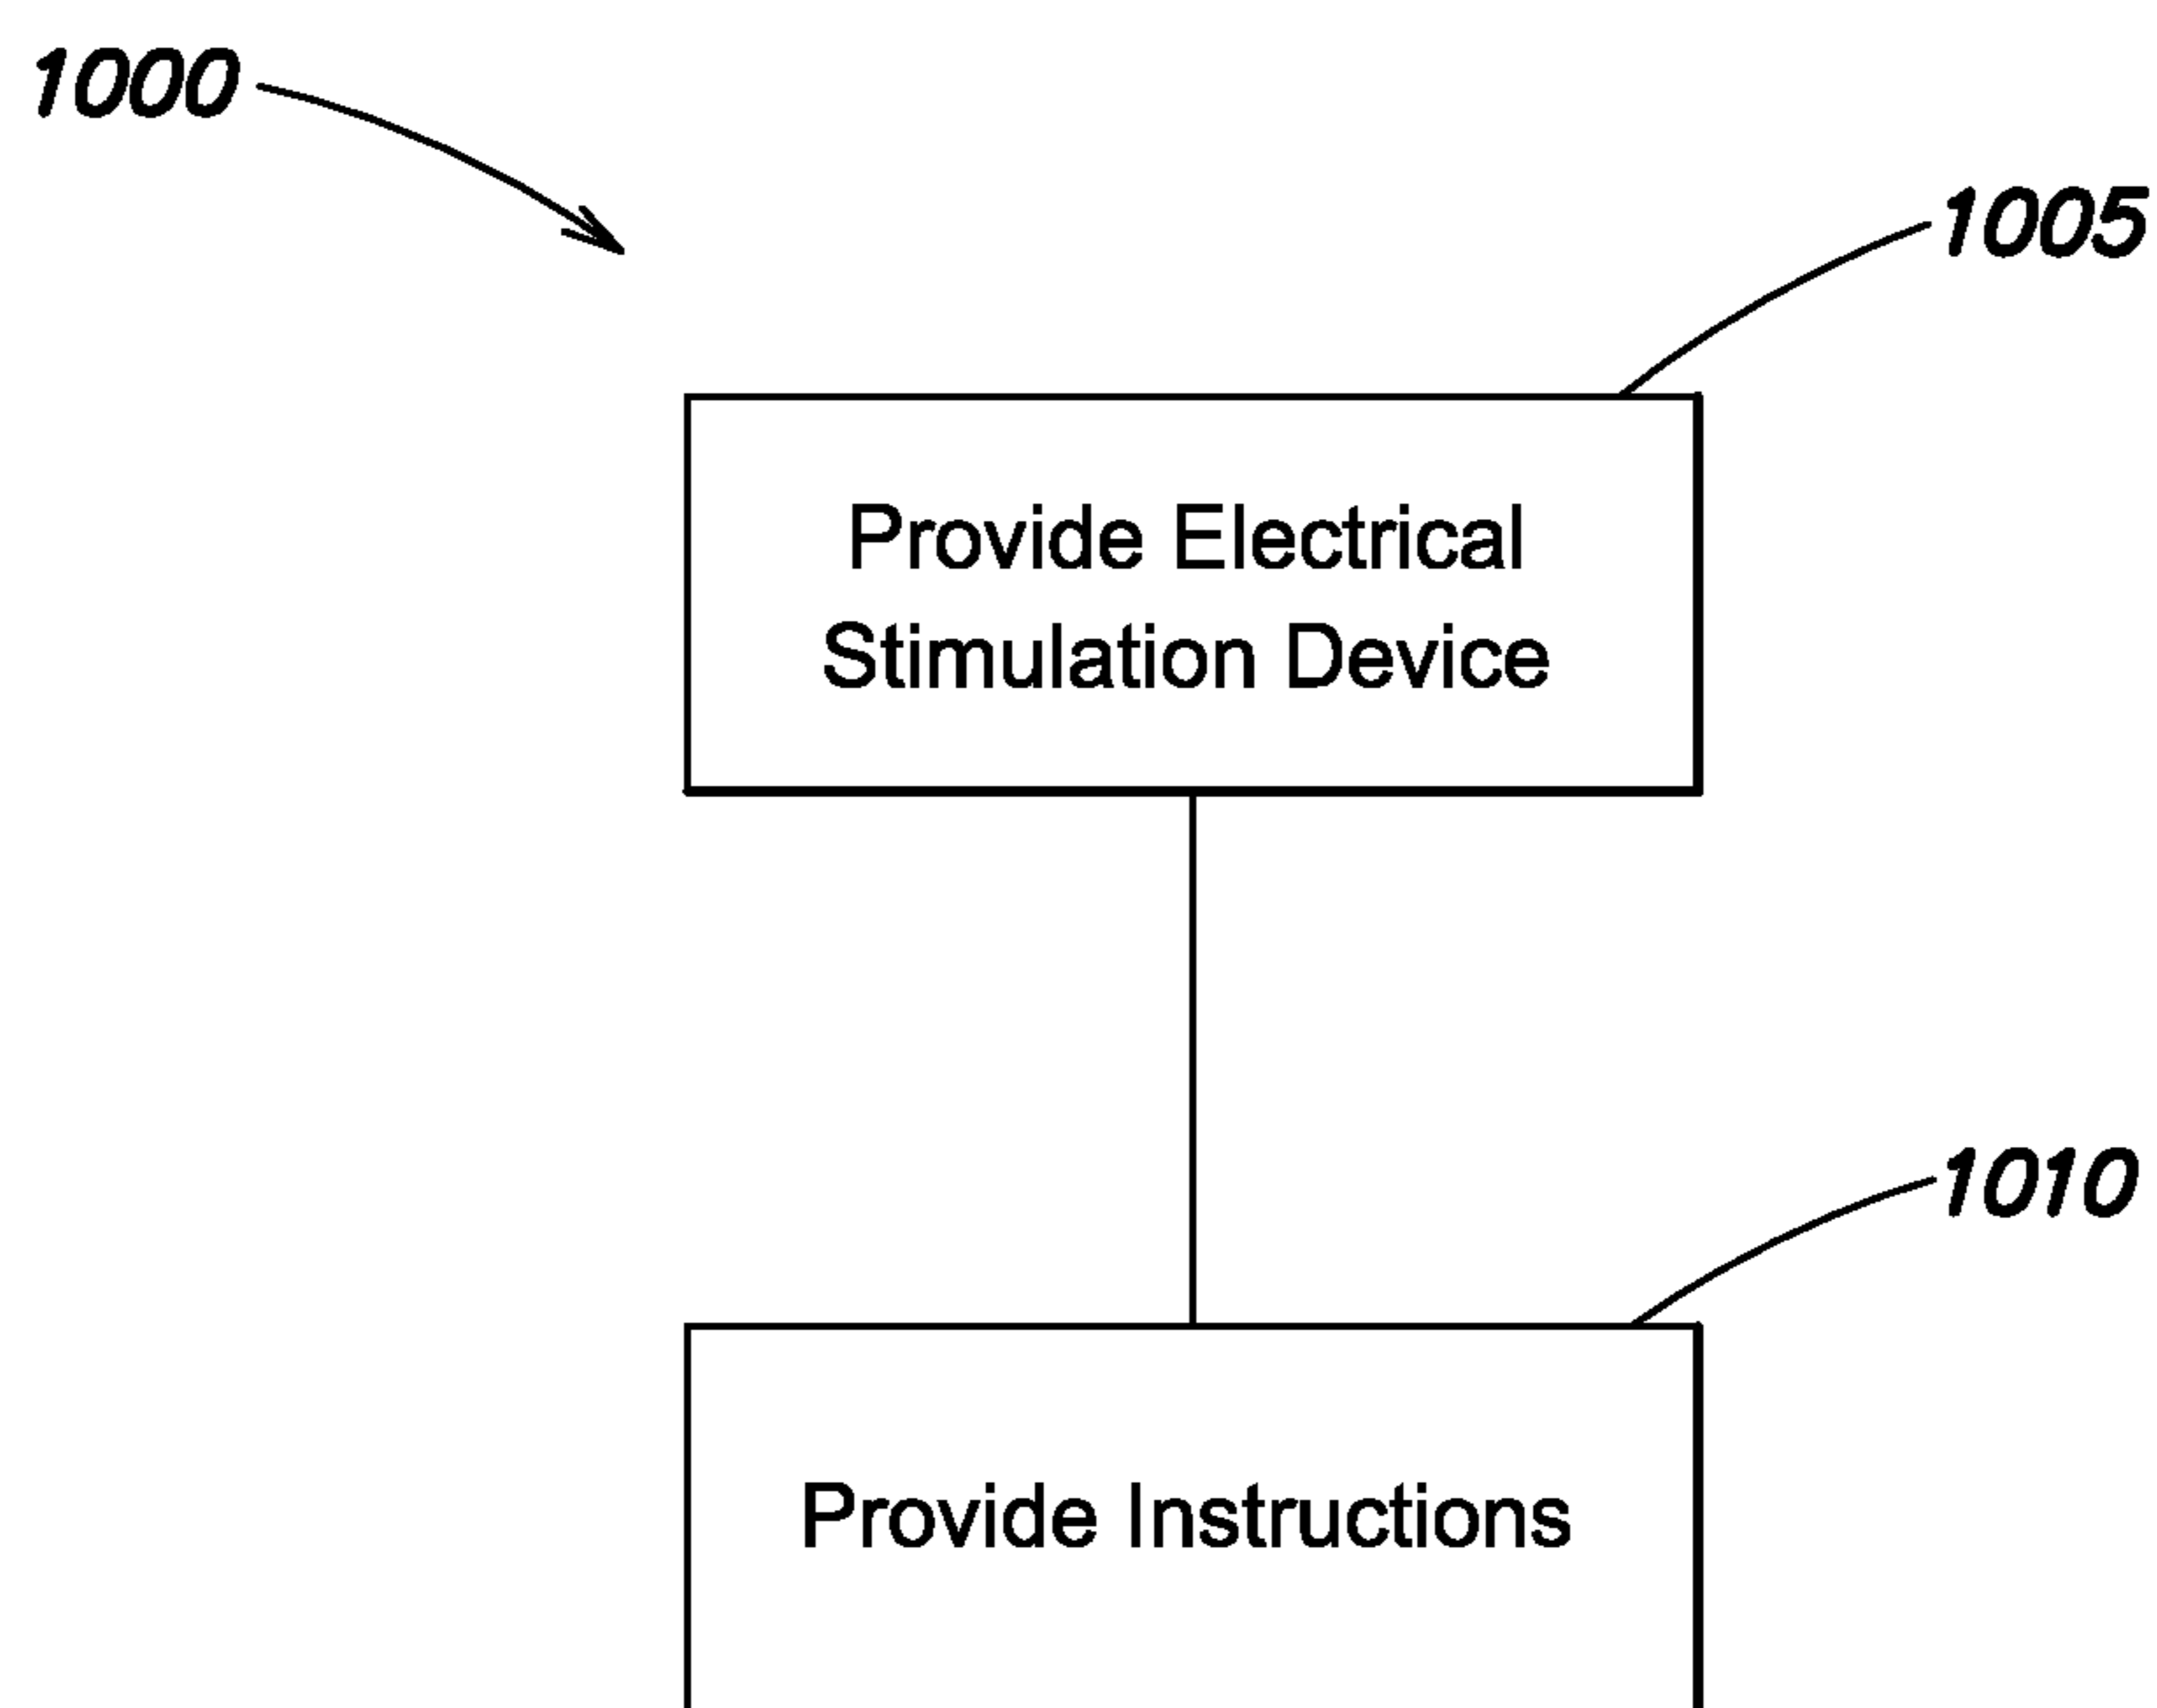 1000
1005
Provide Electrical
Stimulation Device
1010
Provide Instructions